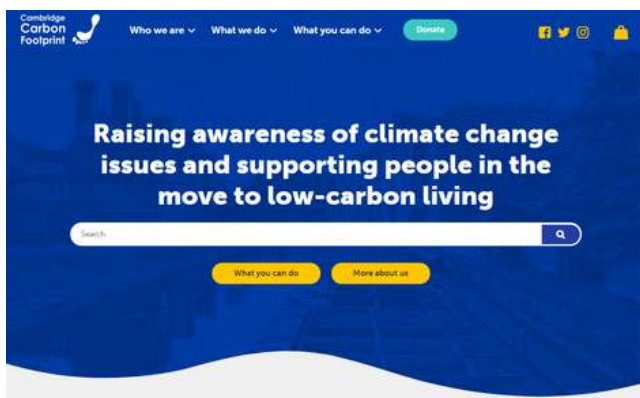 Cambridge
Carbon
Footprint
Who we are
What we do
What you can do
Donate
Raising awareness of climate change
issues and supporting people in the
move to low-carbon living
Search
What you can do
More about us